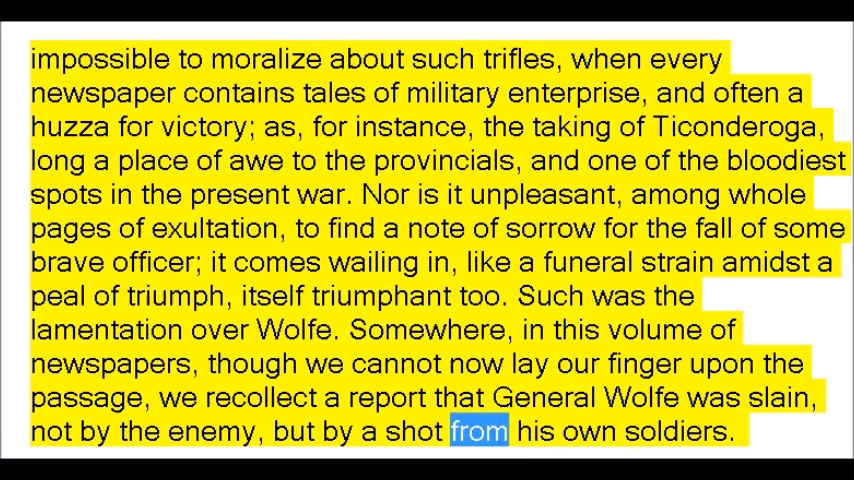 impossible to moralize about such trifles, when every
newspaper contains tales of military enterprise, and often a
huzza for victory; as, for instance, the taking of Ticonderoga,
long a place of awe to the provincials, and one of the bloodiest
spots in the present war. Nor is it unpleasant, among whole
pages of exultation, to find a note of sorrow for the fall of some
brave officer; it comes wailing in, like a funeral strain amidst a
peal of triumph, itself triumphant too. Such was the
lamentation over Wolfe. Somewhere, in this volume of
newspapers, though we cannot now lay our finger upon the
passage, we recollect a report that General Wolfe was slain,
not by the enemy, but by a shot from his own soldiers.